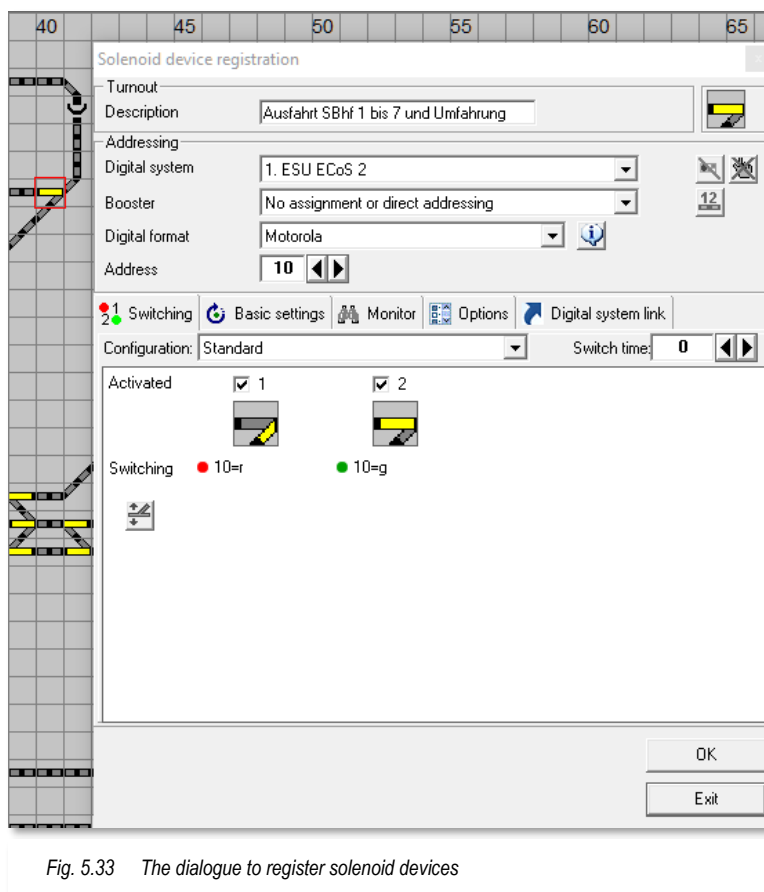 40 45 50 55 60 65
Solenoid device registration
Turnout
Description Ausfahrt SBhf 1 bis 7 und Umfahrung
Addressing
Digital system 1. ESU ECoS 2
Booster No assignment or direct addressing
12
Digital format Motorola
Address 10
1 2 Switching Basic settings Monitor Options Digital system link
Configuration: Standard Switch time: 0
Activated 1 2
Switching 10=r 10=g
OK
Exit
Fig. 5.33 The dialogue to register solenoid devices